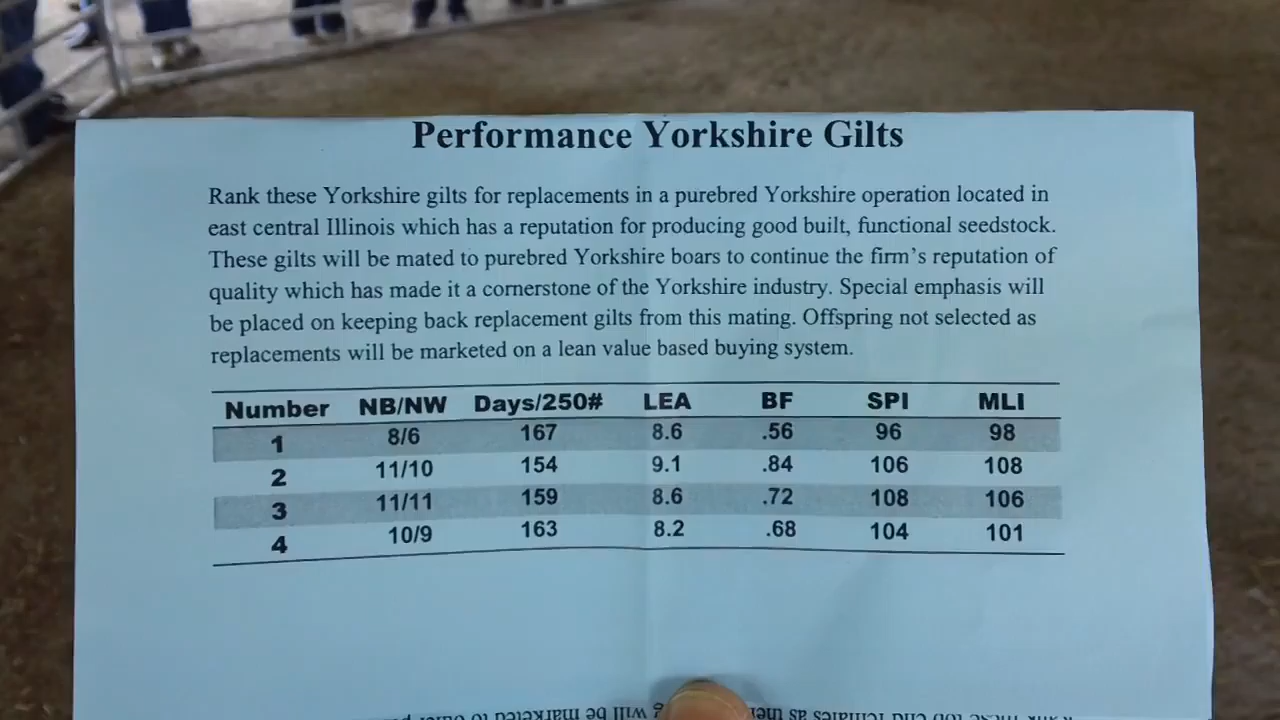 Performance Yorkshire Gilts
Rank these Yorkshire gilts for replacements in a purebred Yorkshire operation located in
east central Illinois which has a reputation for producing good built, functional seedstock.
These gilts will be mated to purebred Yorkshire boars to continue the firm's reputation of
quality which has made it a cornerstone of the Yorkshire industry. Special emphasis will
be placed on keeping back replacement gilts from this mating. Offspring not selected as
replacements will be marketed on a lean value based buying system.
Number NB/NW Days/250# LEA BF SPI MLI
1 8/6 167 8.6 .56 96 98
2 11/10 154 9.1 .84 106 108
3 11/11 159 8.6 .72 108 106
4 10/9 163 8.2 .68 104 101
will be marketed to